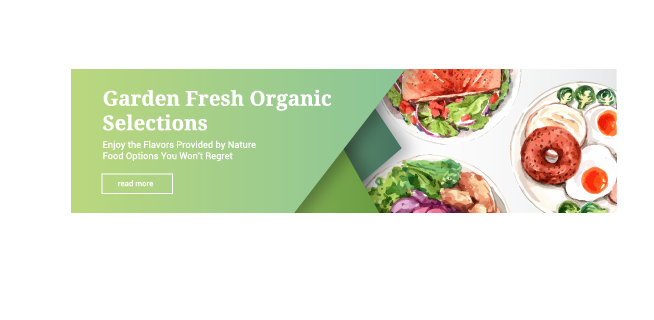 Garden Fresh Organic
Selections
Enjoy the Flavors Provided by Nature
Food Options You Won't Regret
read more